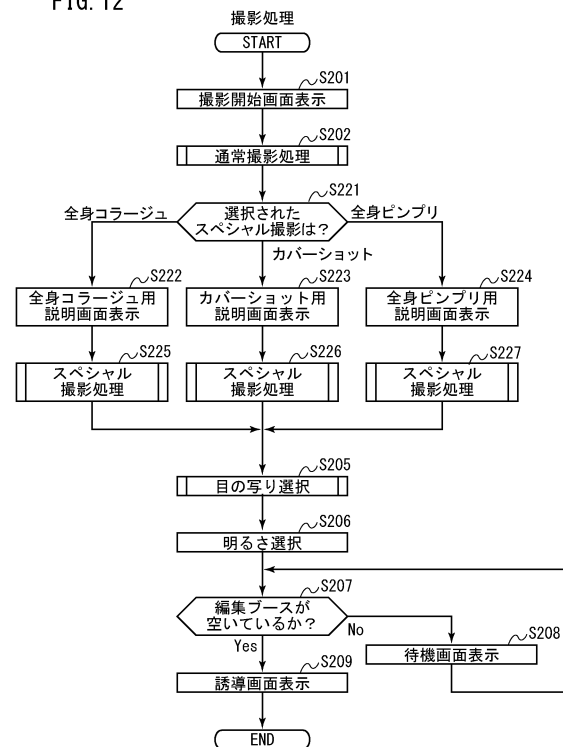 FIG. 12
撮影処理
START
S201
撮影開始画面表示
S202
通常撮影処理
S221
選択された
スペシャル撮影は?
全身コラージュ
カバーショット
全身ピンプリ
S222
全身コラージュ用
説明画面表示
S223
カバーショット用
説明画面表示
S224
全身ピンプリ用
説明画面表示
S225
スペシャル
撮影処理
S226
スペシャル
撮影処理
S227
スペシャル
撮影処理
S205
目の写り選択
S206
明るさ選択
S207
編集ブースが
空いているか?
No
Yes
S208
待機画面表示
S209
誘導画面表示
END